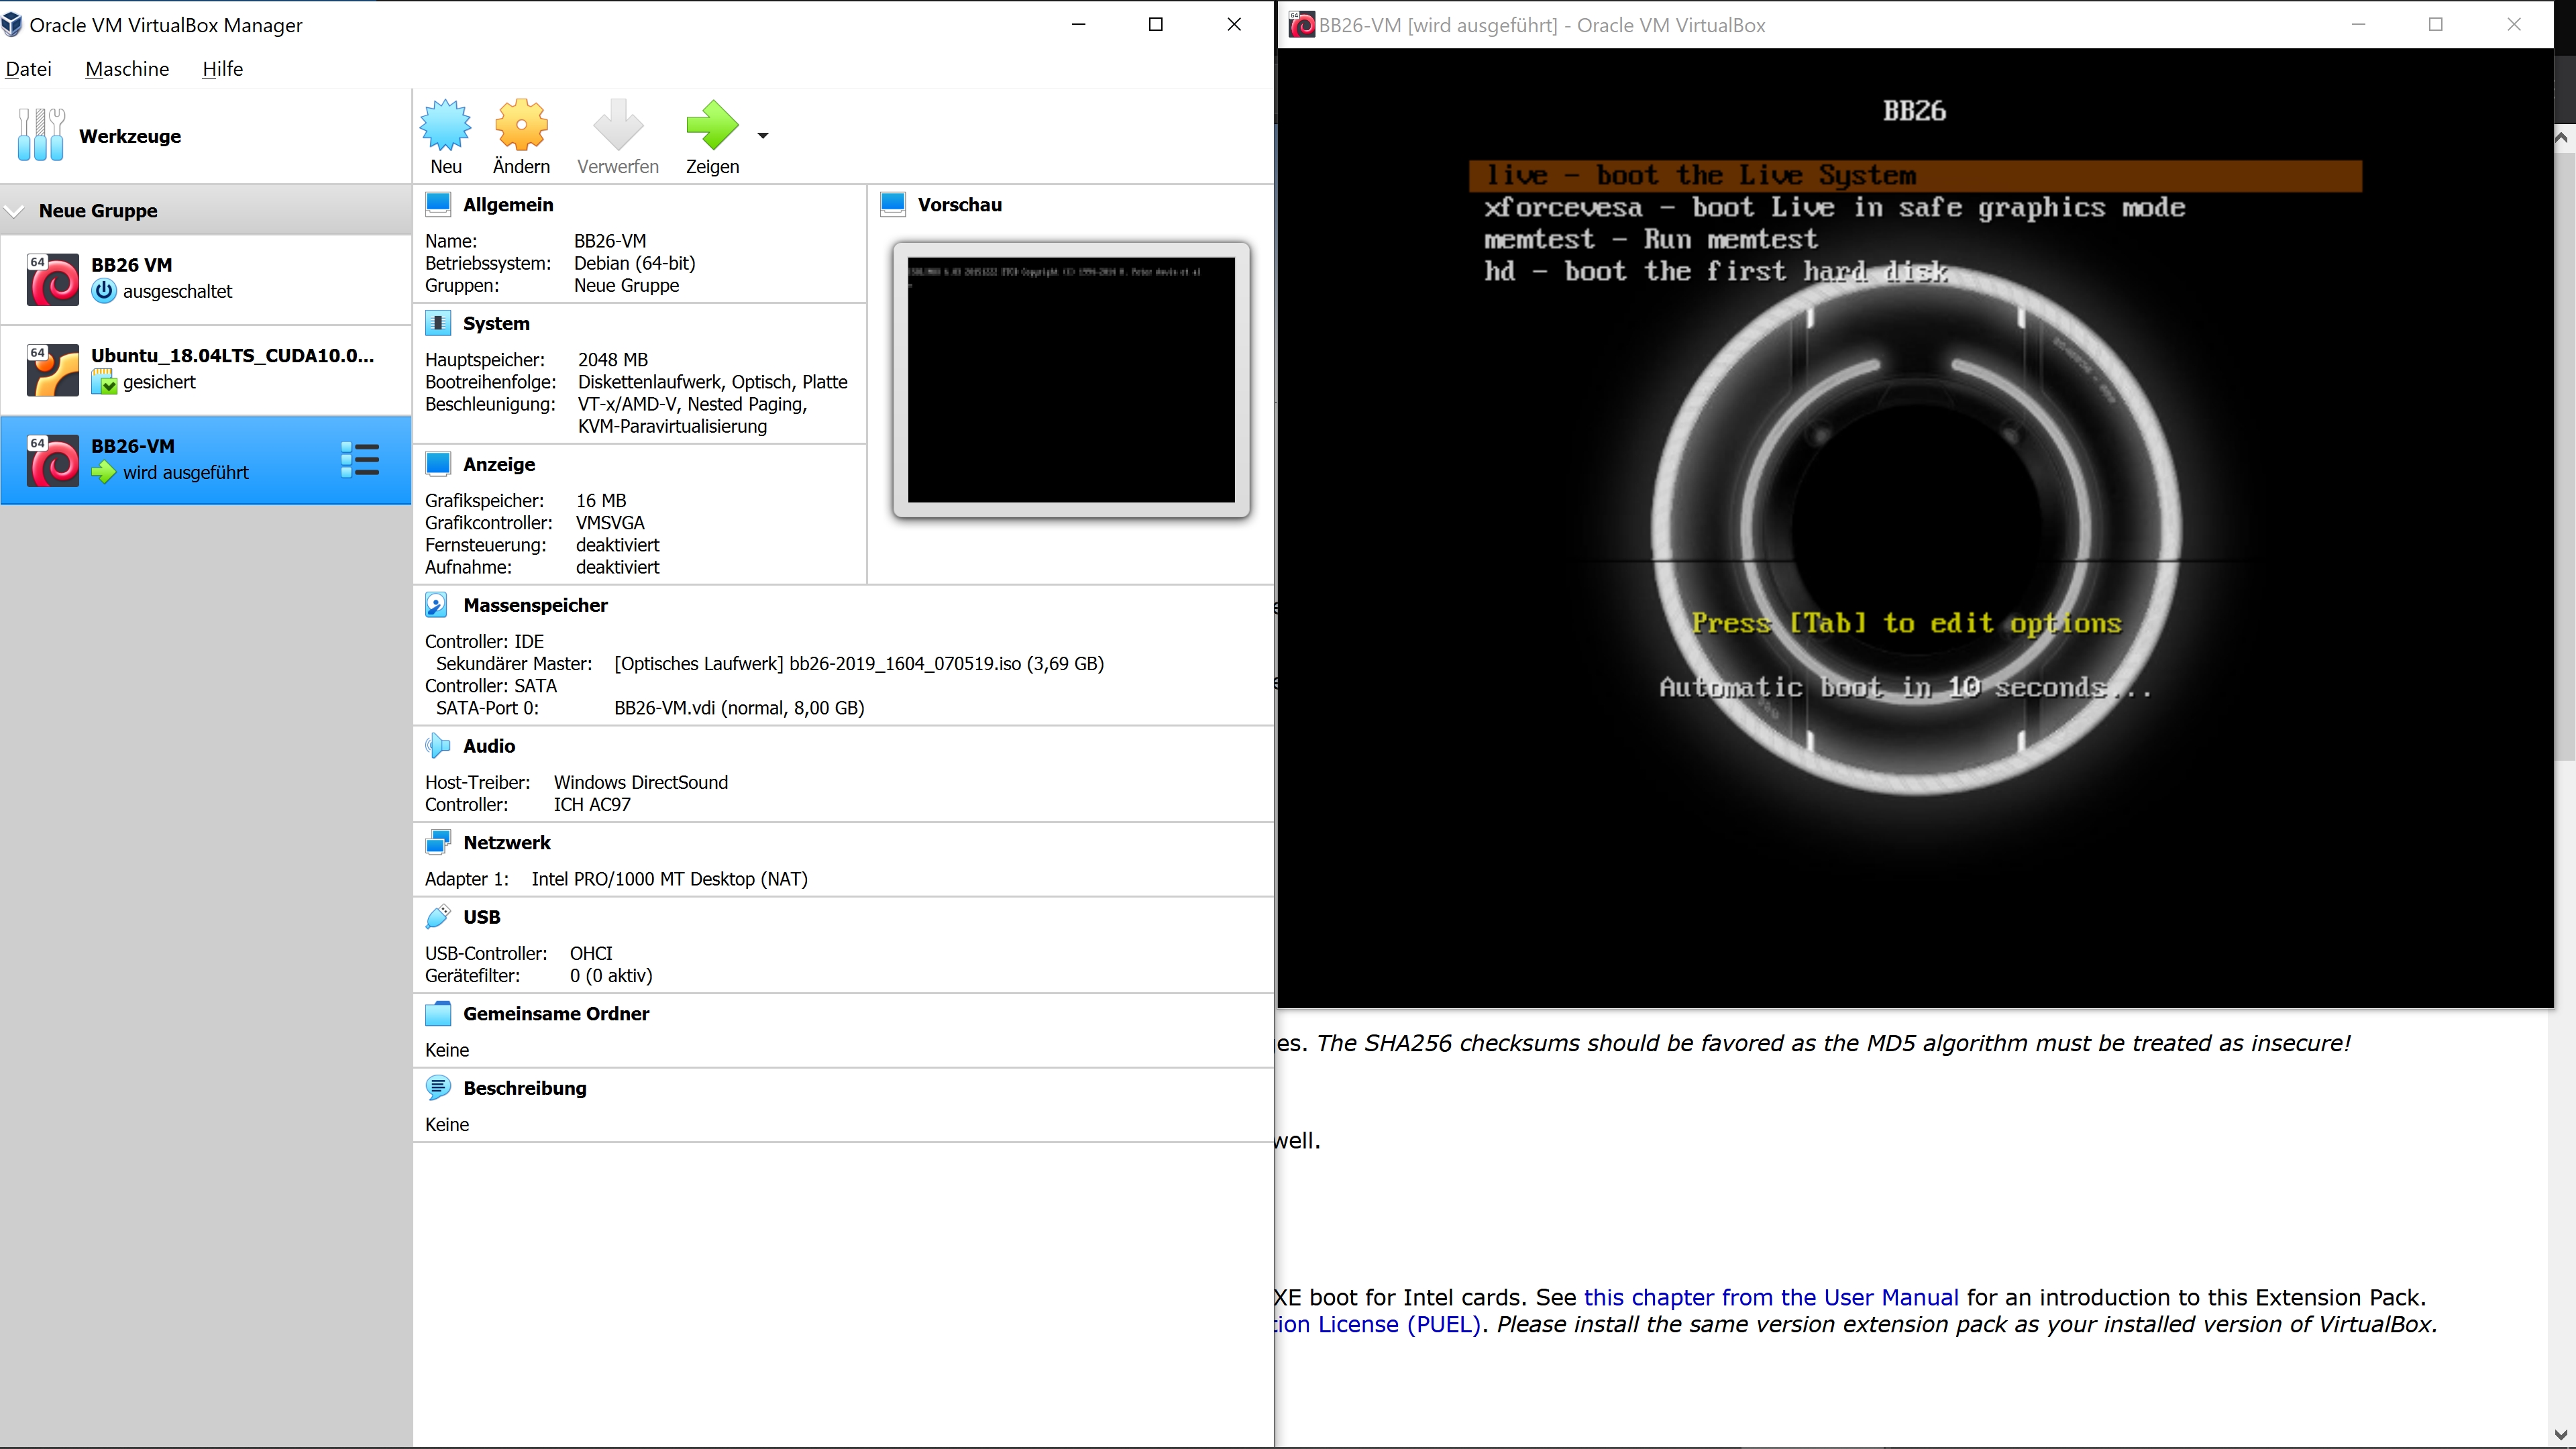 Oracle VM VirtualBox Manager
Datei Maschine Hilfe
Werkzeuge
Neu Ändern Verwerfen Zeigen
Neue Gruppe
64
BB26 VM
ausgeschaltet
64
Ubuntu_18.04LTS_CUDA10.0...
gesichert
64
BB26-VM
wird ausgeführt
Allgemein
Name: BB26-VM
Betriebssystem: Debian (64-bit)
Gruppen: Neue Gruppe
System
Hauptspeicher: 2048 MB
Bootreihenfolge: Diskettenlaufwerk, Optisch, Platte
Beschleunigung: VT-x/AMD-V, Nested Paging,
KVM-Paravirtualisierung
Anzeige
Grafikspeicher: 16 MB
Grafikcontroller: VMSVGA
Fernsteuerung: deaktiviert
Aufnahme: deaktiviert
Vorschau
Massenspeicher
Controller: IDE
Sekundärer Master: [Optisches Laufwerk] bb26-2019_1604_070519.iso (3,69 GB)
Controller: SATA
SATA-Port 0: BB26-VM.vdi (normal, 8,00 GB)
Audio
Host-Treiber: Windows DirectSound
Controller: ICH AC97
Netzwerk
Adapter 1: Intel PRO/1000 MT Desktop (NAT)
USB
USB-Controller: OHCI
Gerätefilter: 0 (0 aktiv)
Gemeinsame Ordner
Keine
Beschreibung
Keine
64
BB26-VM [wird ausgeführt] - Oracle VM VirtualBox
BB26
live - boot the Live System
xforcevesa - boot Live in safe graphics mode
memtest - Run memtest
hd - boot the first hard disk
Press [Tab] to edit options
Automatic boot in 10 seconds...
es. The SHA256 checksums should be favored as the MD5 algorithm must be treated as insecure!
well.
XE boot for Intel cards. See this chapter from the User Manual for an introduction to this Extension Pack.
tion License (PUEL). Please install the same version extension pack as your installed version of VirtualBox.